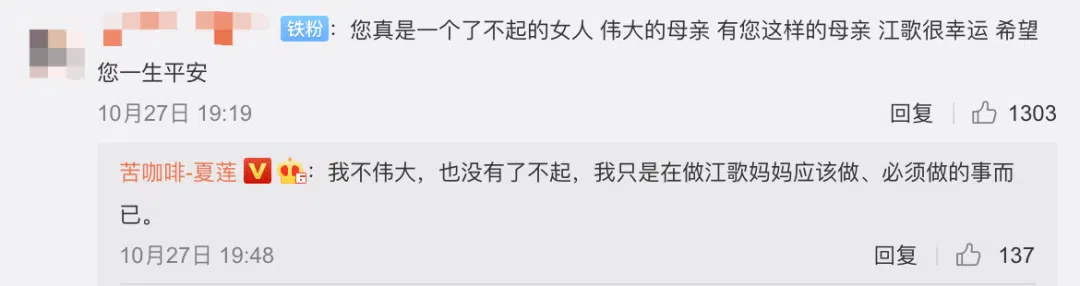 铁粉：您真是一个了不起的女人 伟大的母亲 有您这样的母亲 江歌很幸运 希望
您一生平安
10月27日 19:19 回复 1303
苦咖啡-夏莲 V：我不伟大，也没有了不起，我只是在做江歌妈妈应该做、必须做的事而
已。
10月27日 19:48 回复 137